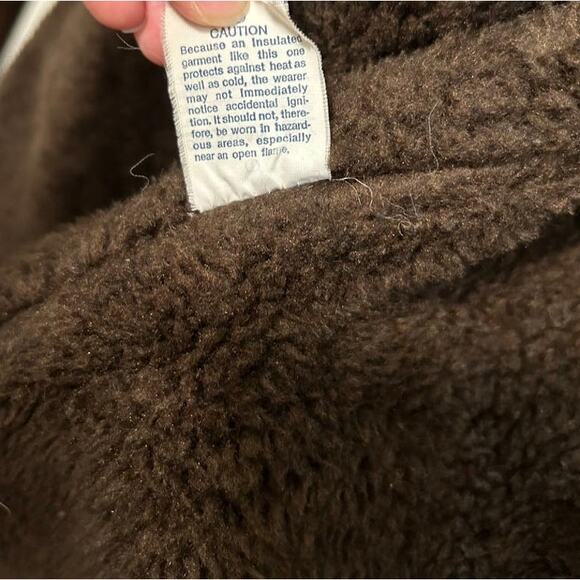 CAUTION
Because an Insulated
garment like this one
protects against heat as
well as cold, the wearer
may not Immediately
notice accidental Igni-
tion. It should not, there-
fore, be worn in hazard-
ous areas, especially
near an open flame.